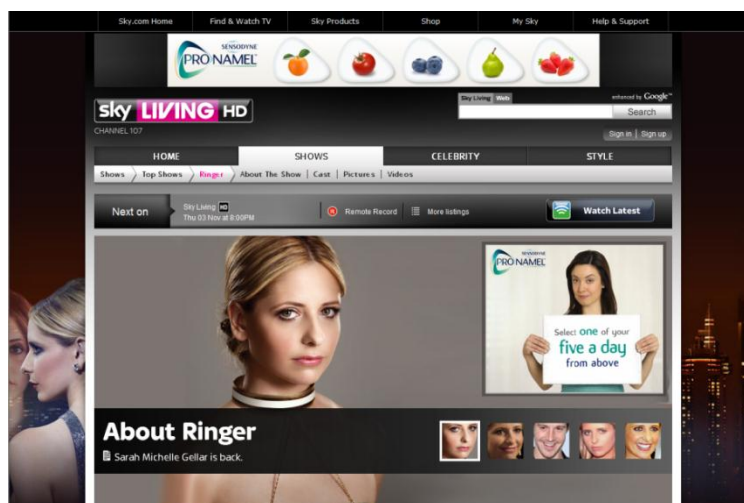 Sky.com Home Find & Watch TV Sky Products Shop My Sky Help & Support
SENSODYNE
PRONAMEL
sky LIVING HD
CHANNEL 107
Sky Living Web
enhanced by Google™
Search
Sign in | Sign up
HOME SHOWS CELEBRITY STYLE
Shows Top Shows Ringer About The Show | Cast | Pictures | Videos
Next on
Sky Living HD
Thu 03 Nov at 8:00PM
R Remote Record
More listings
Watch Latest
SENSODYNE
PRONAMEL
Select one of your
five a day
from above
About Ringer
Sarah Michelle Gellar is back.